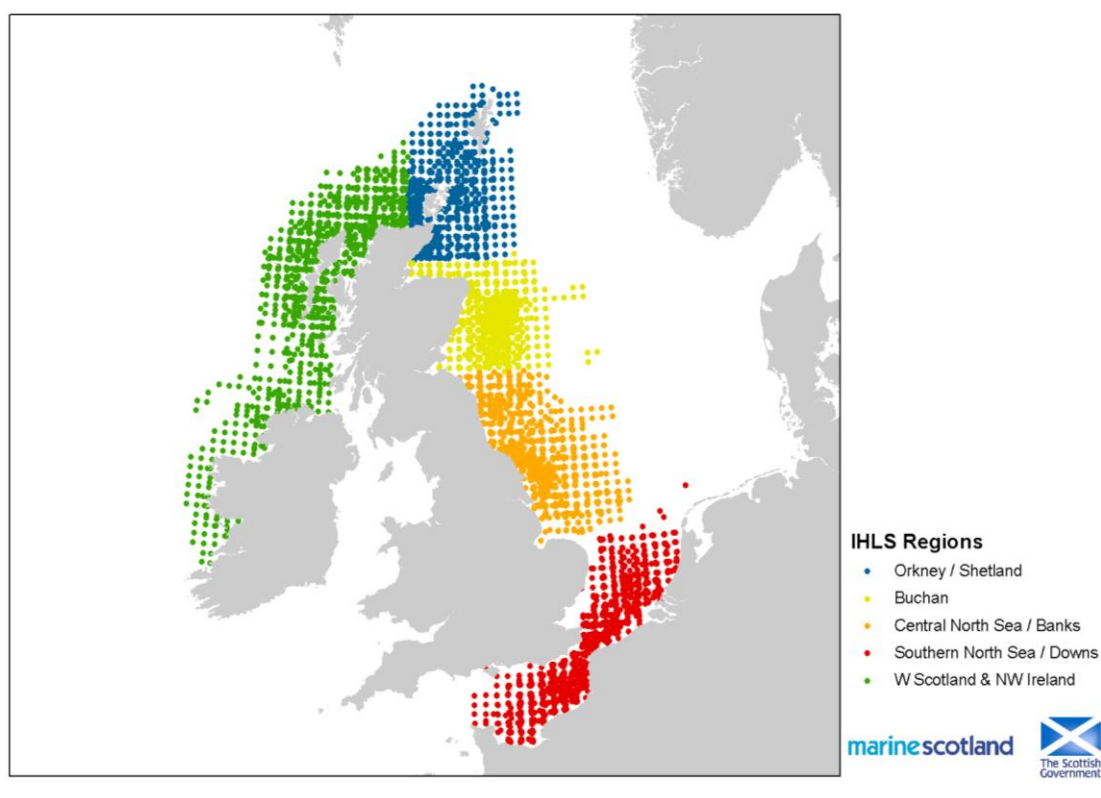 IHLS Regions
Orkney / Shetland
Buchan
Central North Sea / Banks
Southern North Sea / Downs
W Scotland & NW Ireland
marinescotland
The Scottish
Government